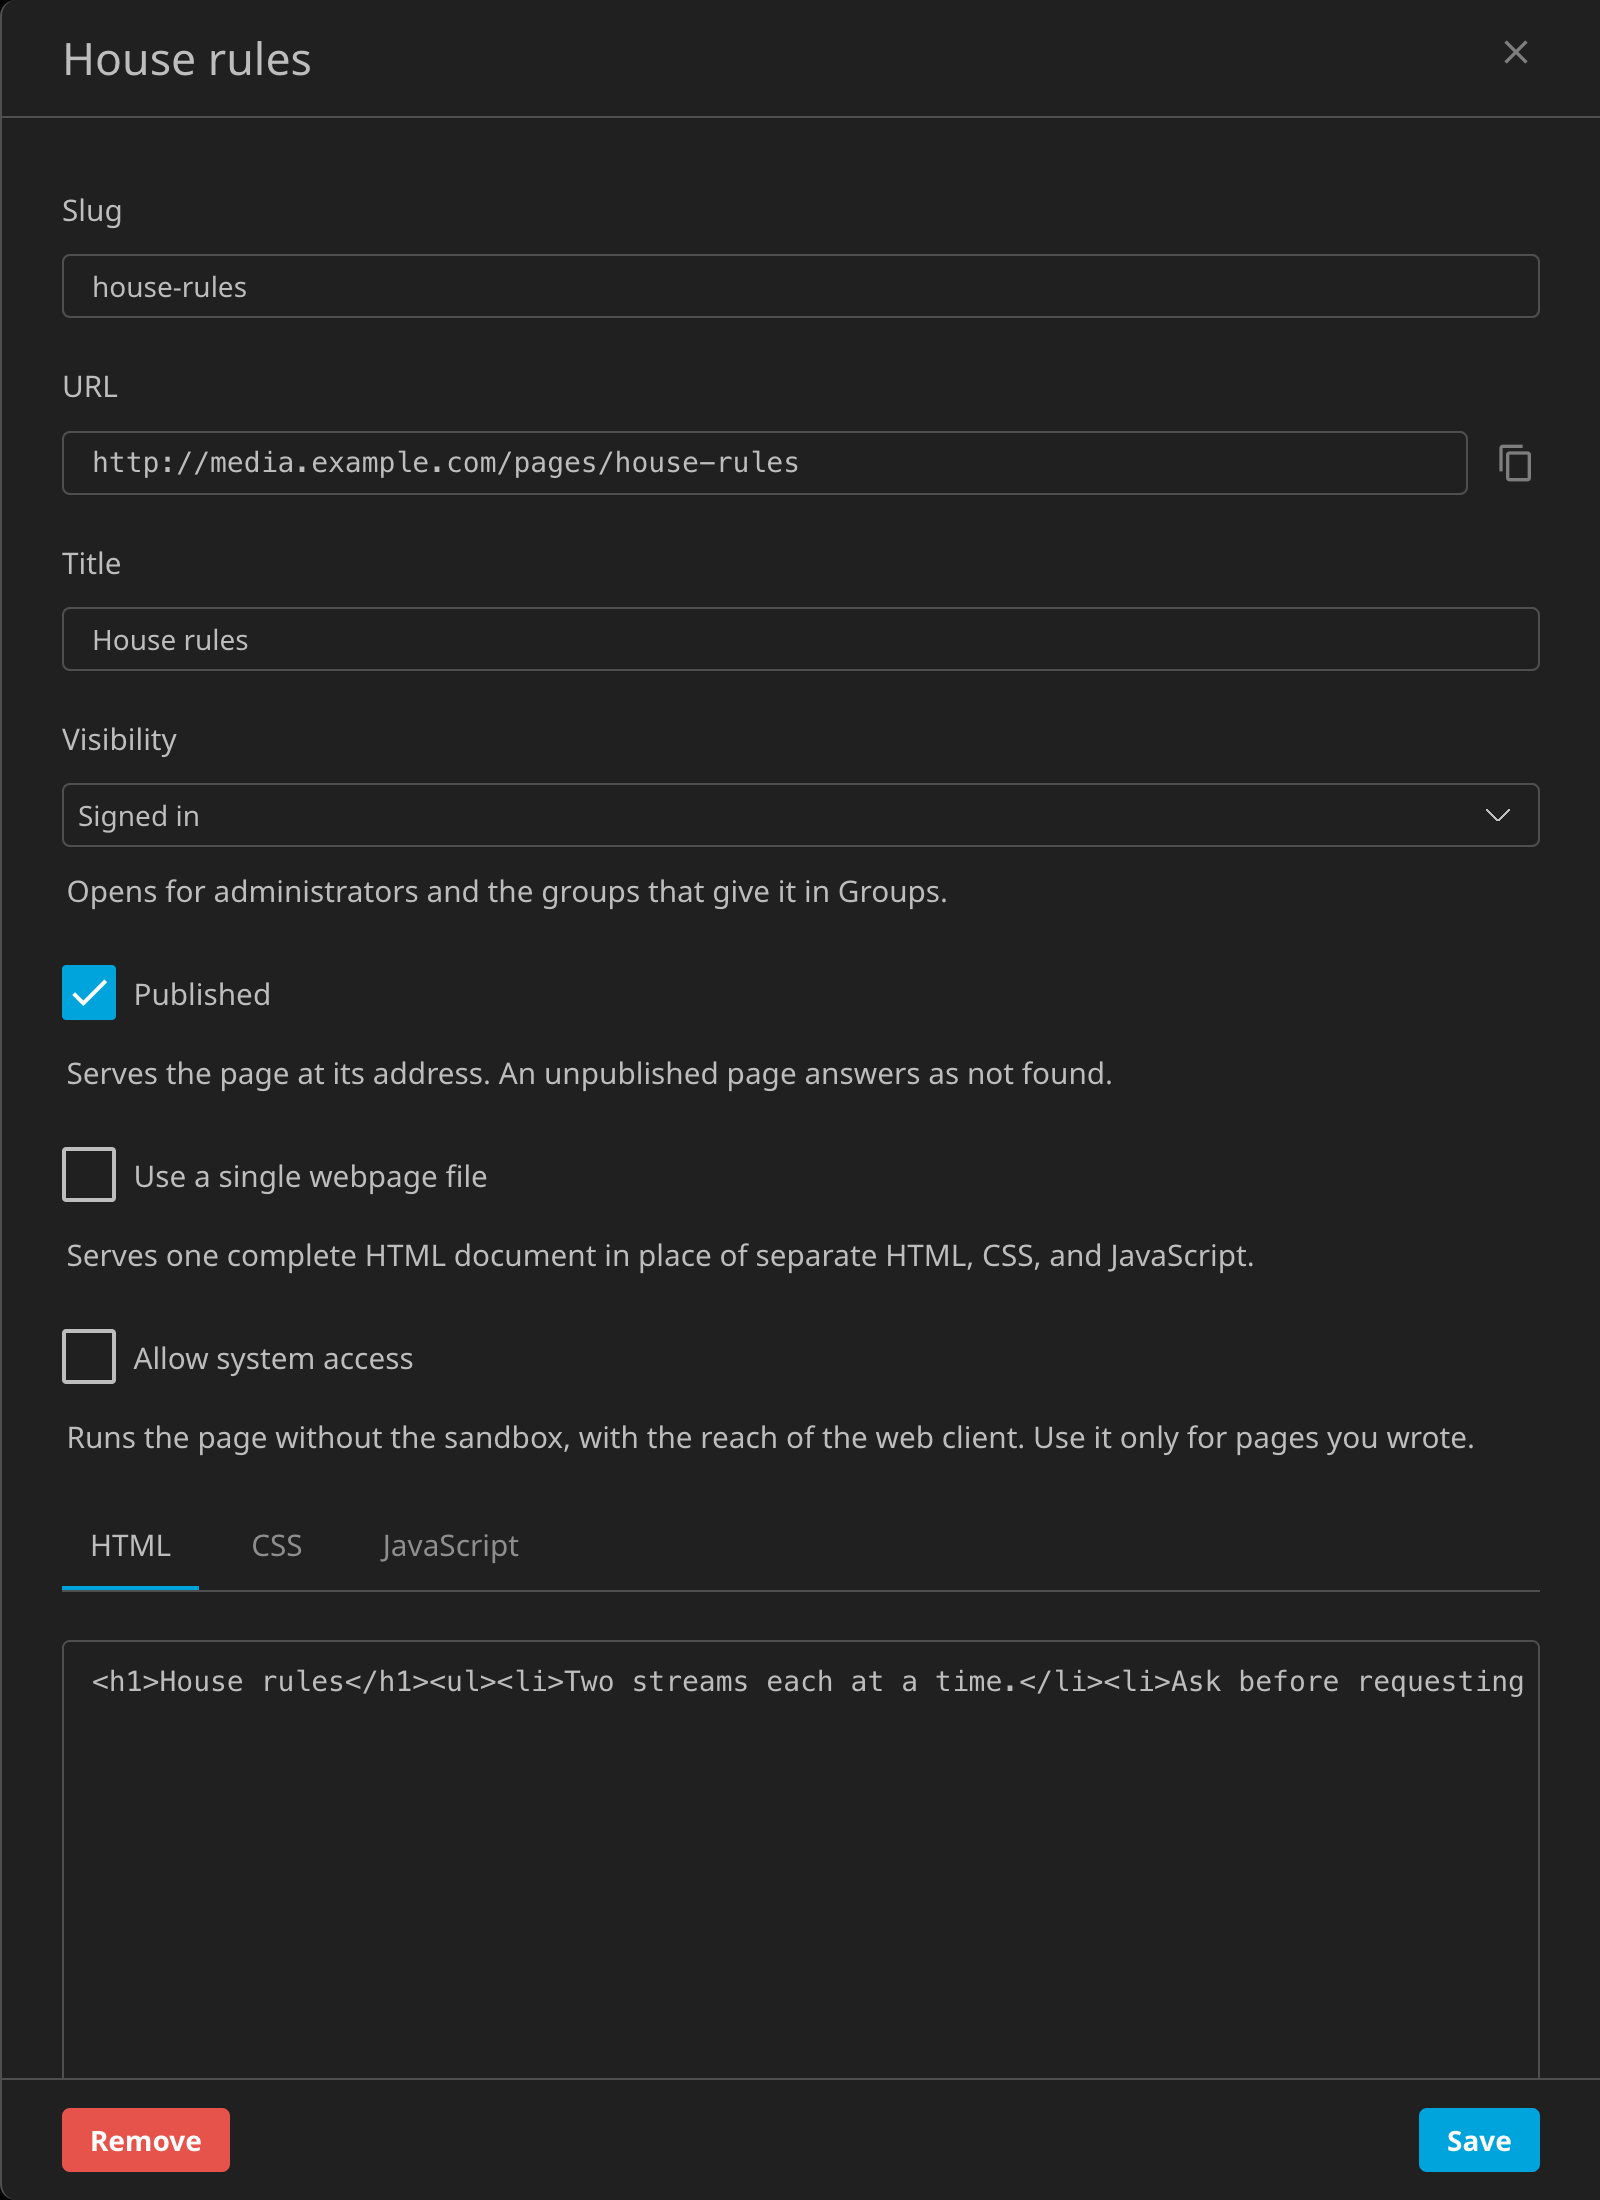 House rules
Slug
house-rules
URL
http://media.example.com/pages/house-rules
Title
House rules
Visibility
Signed in
Opens for administrators and the groups that give it in Groups.
Published
Serves the page at its address. An unpublished page answers as not found.
Use a single webpage file
Serves one complete HTML document in place of separate HTML, CSS, and JavaScript.
Allow system access
Runs the page without the sandbox, with the reach of the web client. Use it only for pages you wrote.
HTML CSS JavaScript
<h1>House rules</h1><ul><li>Two streams each at a time.</li><li>Ask before requesting
Remove Save